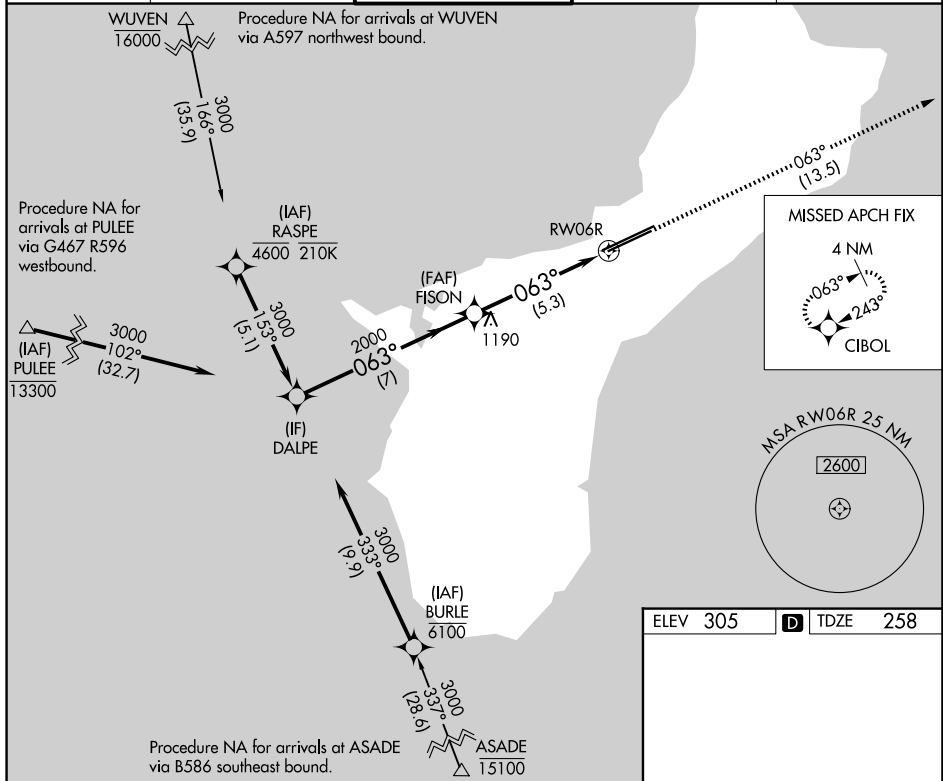 WUVEN
16000
Procedure NA for arrivals at WUVEN
via A597 northwest bound.
3000
166°
(35.9)
063°
(13.5)
Procedure NA for
arrivals at PULEE
via G467 R596
westbound.
(IAF)
RASPE
4600 210K
RW06R
MISSED APCH FIX
4 NM
063°
243°
CIBOL
(FAF)
FISON
063°
(5.3)
1190
3000
153°
(5.1)
2000
063°
(7)
(IAF)
PULEE
13300
3000
102°
(32.7)
(IF)
DALPE
MSA RW06R 25 NM
2600
3000
333°
(9.9)
(IAF)
BURLE
6100
ELEV 305 D TDZE 258
3000
337°
(28.6)
Procedure NA for arrivals at ASADE
via B586 southeast bound.
ASADE
15100